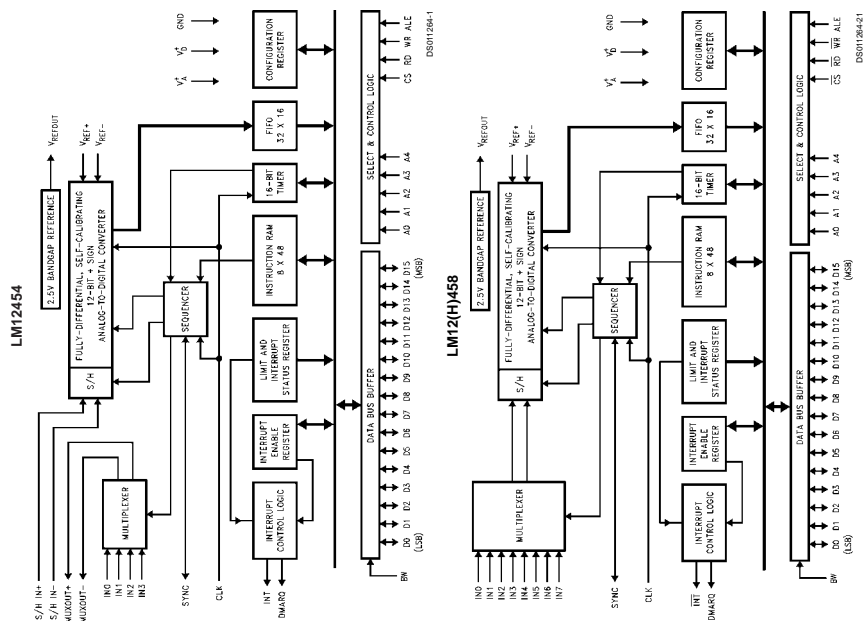 LM12454
S/H IN+
S/H IN-
MUXOUT+
MUXOUT-
IN0
IN1
IN2
IN3
MULTIPLEXER
SYNC
CLK
S/H
FULLY-DIFFERENTIAL, SELF-CALIBRATING
12-BIT + SIGN
ANALOG-TO-DIGITAL CONVERTER
2.5V BANDGAP REFERENCE
VREFOUT
VREF+
VREF-
SEQUENCER
GND
V+D
V+A
INT
DMARQ
INTERRUPT
CONTROL LOGIC
INTERRUPT
ENABLE
REGISTER
LIMIT AND
INTERRUPT
STATUS REGISTER
INSTRUCTION RAM
8 X 48
16-BIT
TIMER
FIFO
32 X 16
CONFIGURATION
REGISTER
BW
DATA BUS BUFFER
SELECT & CONTROL LOGIC
D0 D1 D2 D3 D4 D5 D6 D7 D8 D9 D10 D11 D12 D13 D14 D15
(LSB) (MSB)
A0 A1 A2 A3 A4 CS RD WR ALE
DS011264-1
LM12(H)458
IN0
IN1
IN2
IN3
IN4
IN5
IN6
IN7
MULTIPLEXER
SYNC
CLK
S/H
FULLY-DIFFERENTIAL, SELF-CALIBRATING
12-BIT + SIGN
ANALOG-TO-DIGITAL CONVERTER
2.5V BANDGAP REFERENCE
VREFOUT
VREF+
VREF-
SEQUENCER
GND
V+D
V+A
INT
DMARQ
INTERRUPT
CONTROL LOGIC
INTERRUPT
ENABLE
REGISTER
LIMIT AND
INTERRUPT
STATUS REGISTER
INSTRUCTION RAM
8 X 48
16-BIT
TIMER
FIFO
32 X 16
CONFIGURATION
REGISTER
BW
DATA BUS BUFFER
SELECT & CONTROL LOGIC
D0 D1 D2 D3 D4 D5 D6 D7 D8 D9 D10 D11 D12 D13 D14 D15
(LSB) (MSB)
A0 A1 A2 A3 A4 CS RD WR ALE
DS011264-21